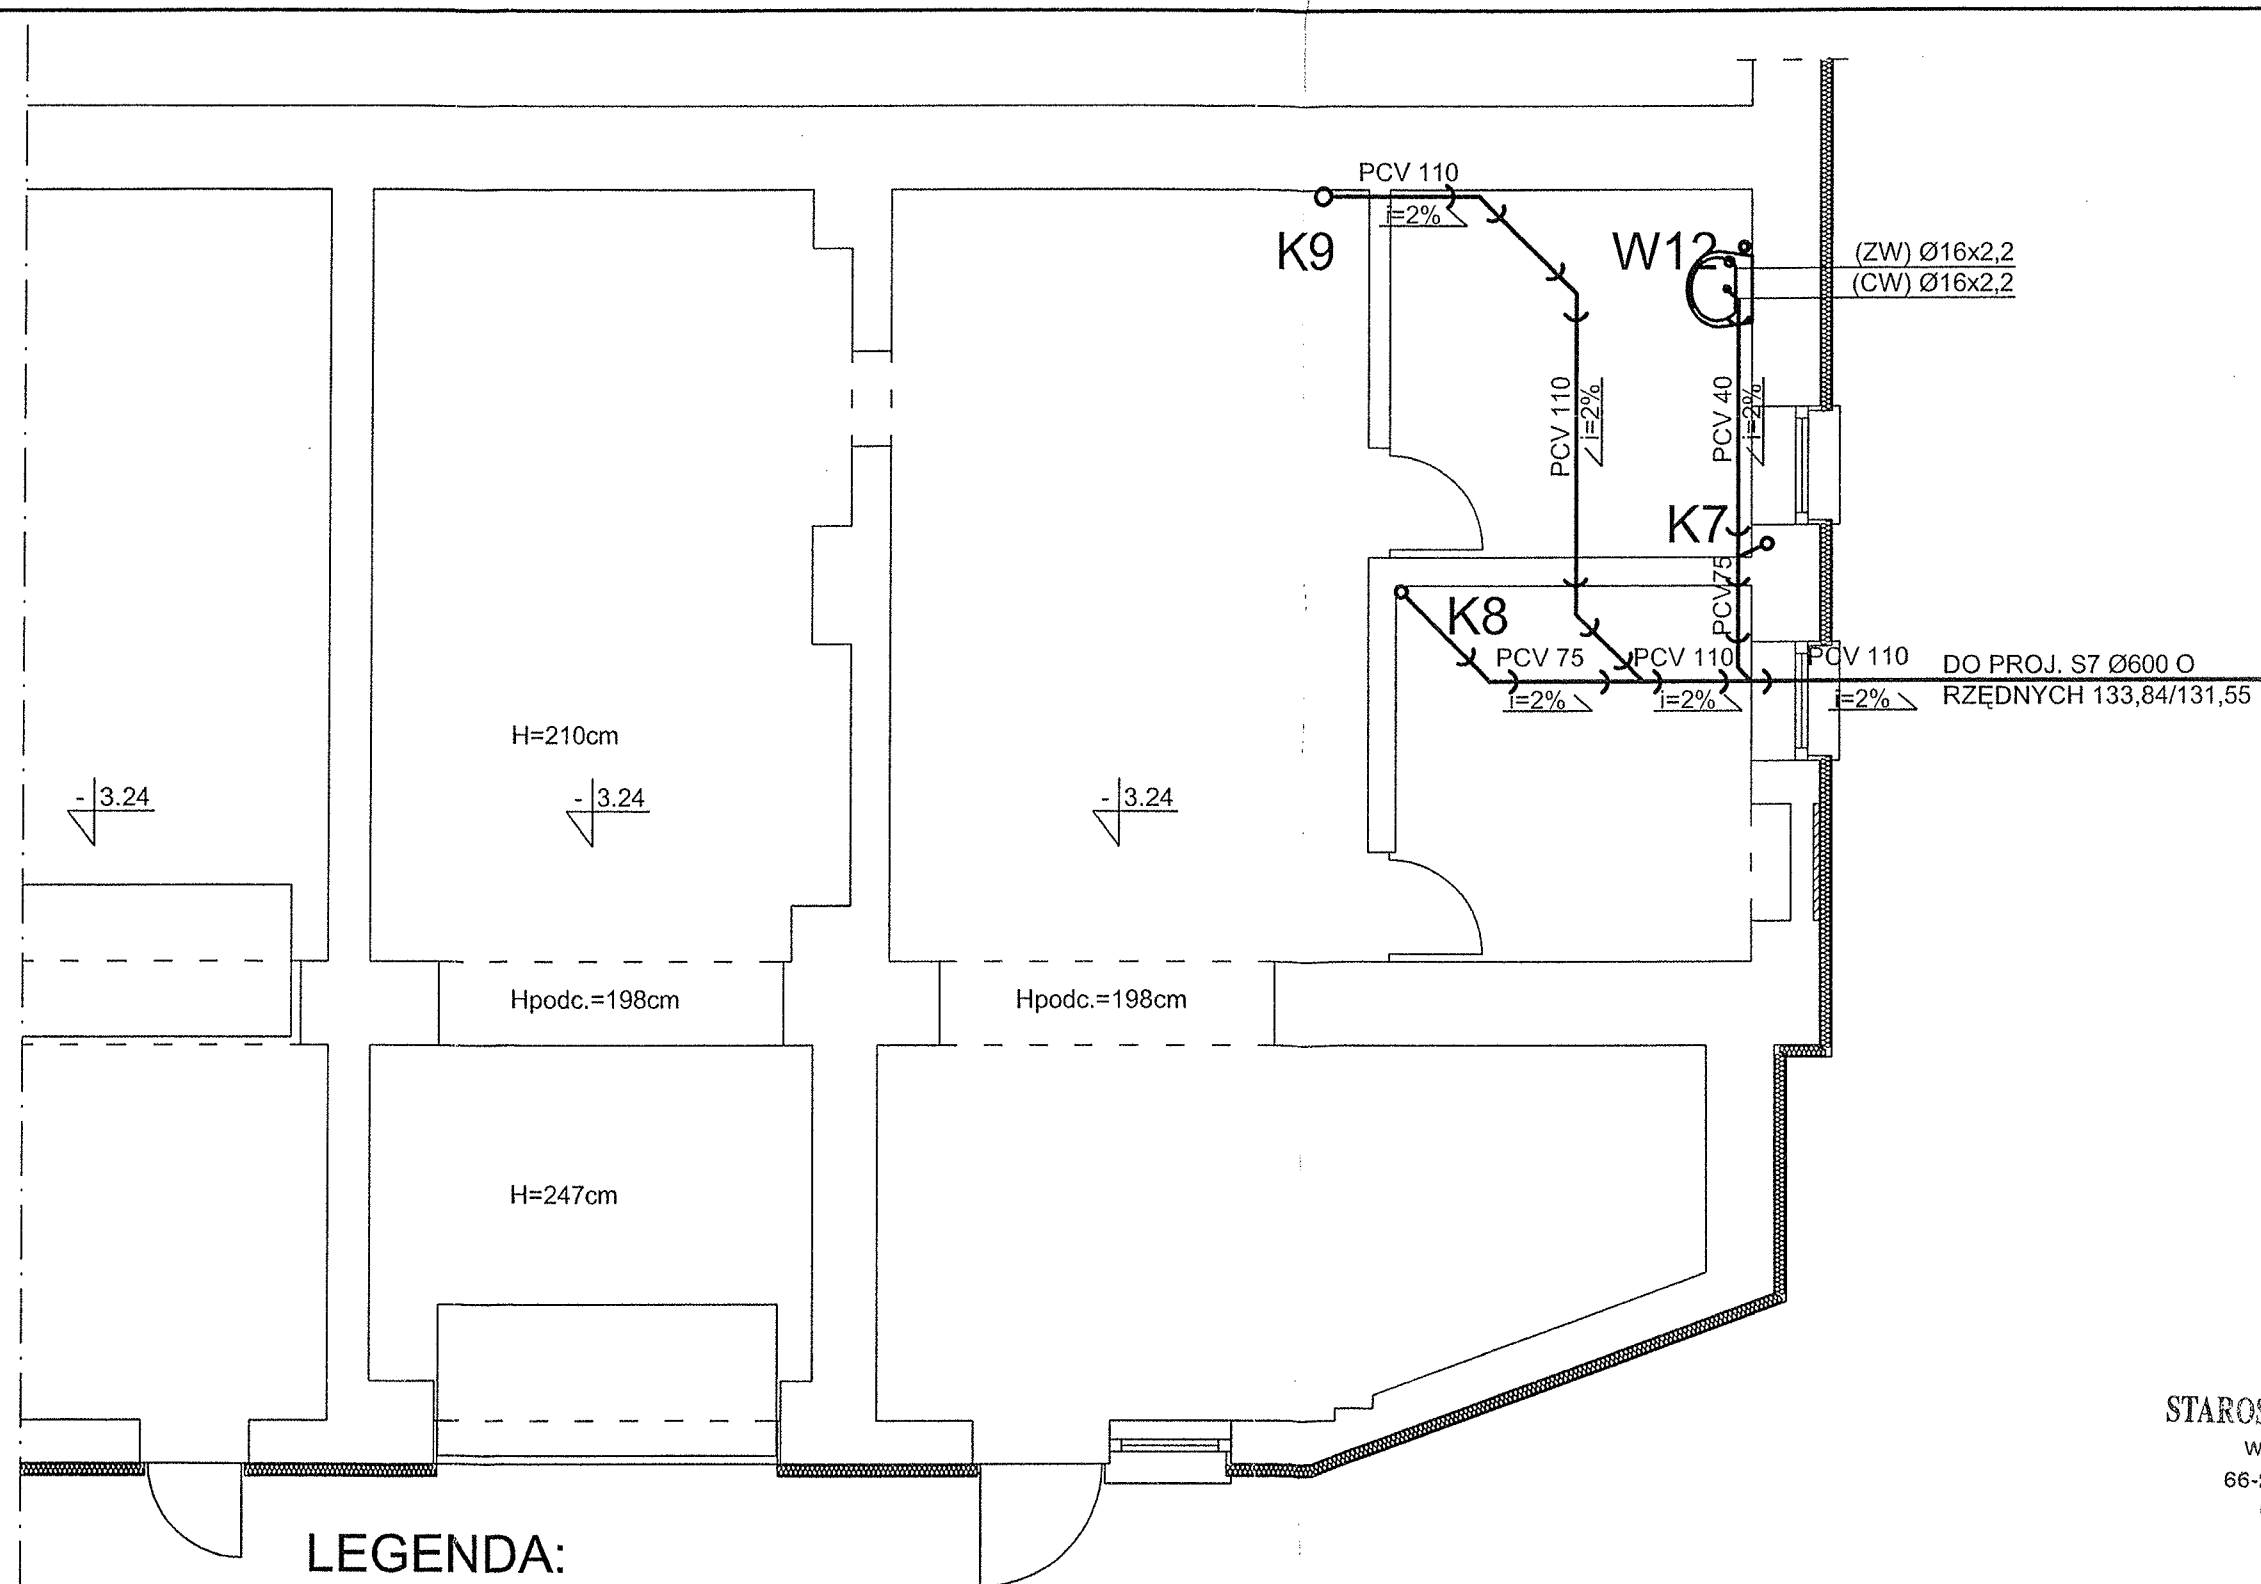 PCV 110
i=2%
K9
W12
(ZW) Ø16x2,2
(CW) Ø16x2,2
PCV 110
i=2%
PCV 40
i=2%
K7
PCV75
K8
PCV 75
i=2%
PCV 110
i=2%
PCV 110
i=2%
DO PROJ. S7 Ø600 O
RZĘDNYCH 133,84/131,55
H=210cm
- 3.24
- 3.24
- 3.24
Hpodc.=198cm
Hpodc.=198cm
H=247cm
LEGENDA: